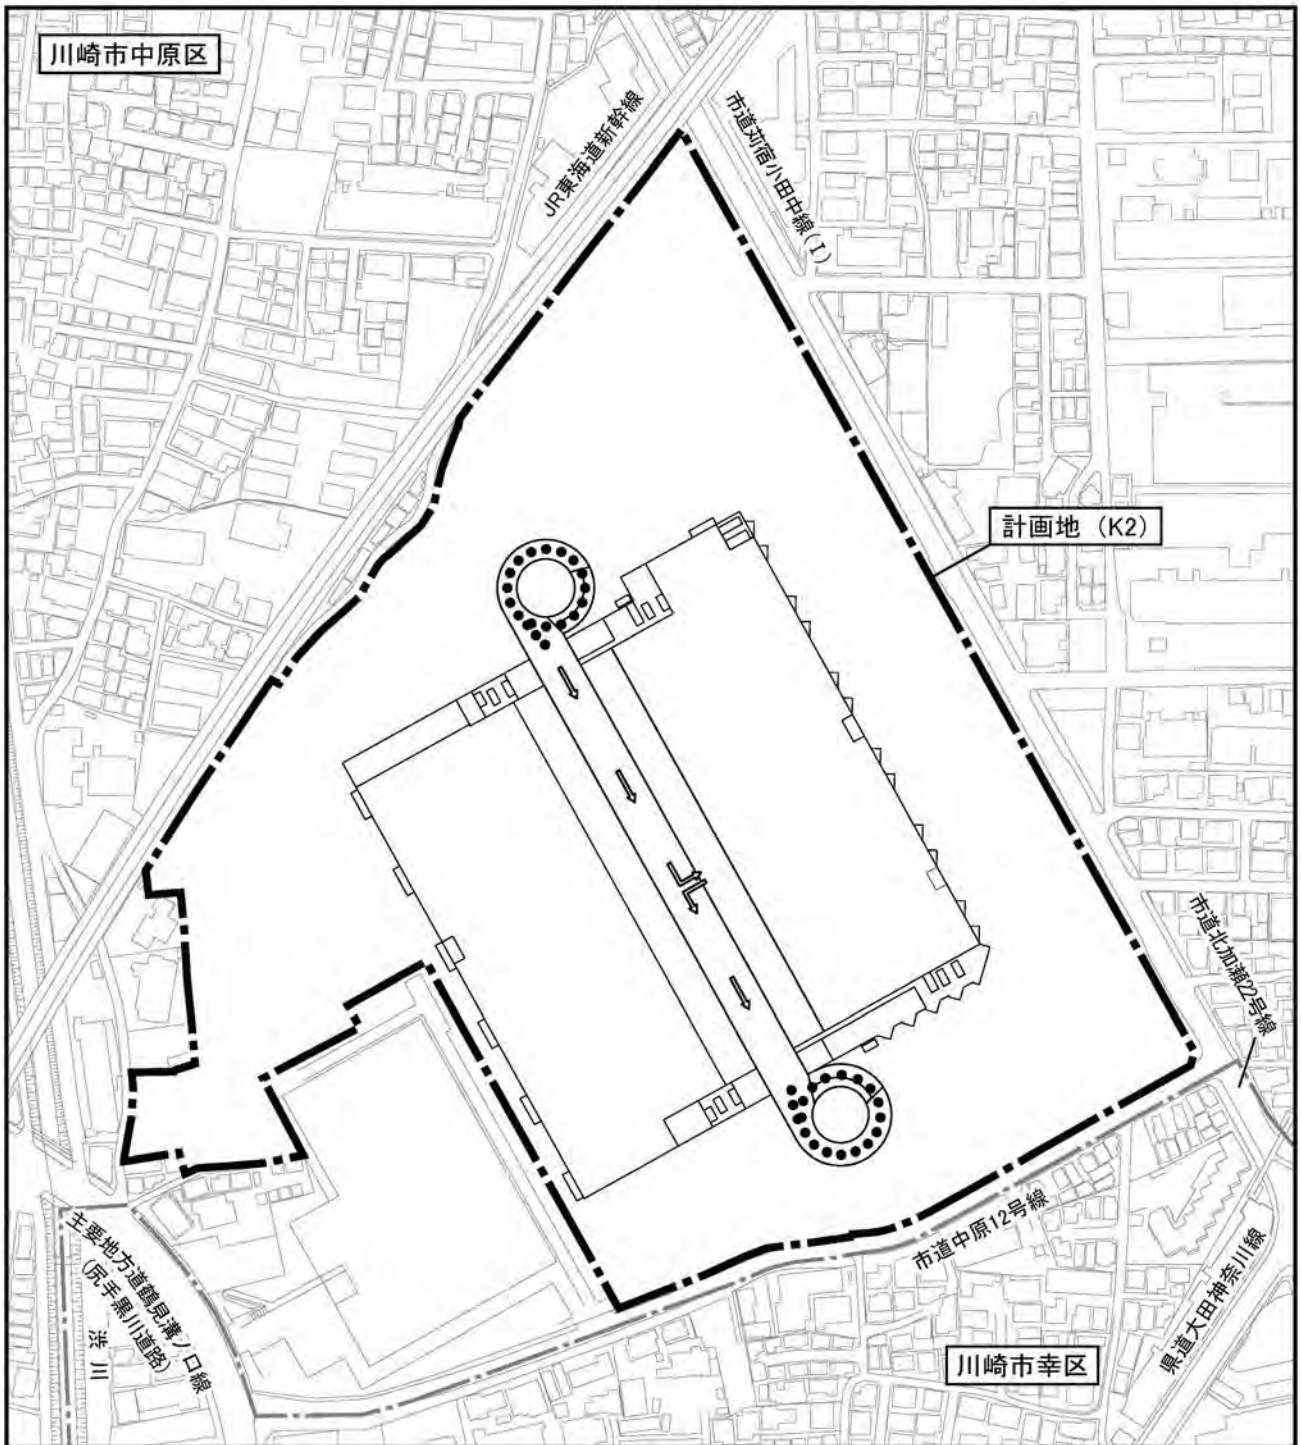 川崎市中原区
JR東海道新幹線
市道苅宿小田中線(I)
計画地（K2）
市道北加瀬22号線
市道中原12号線
主要地方道鶴見溝ノ口線
（尻手黒川道路）
渋川
県道大田神奈川線
川崎市幸区